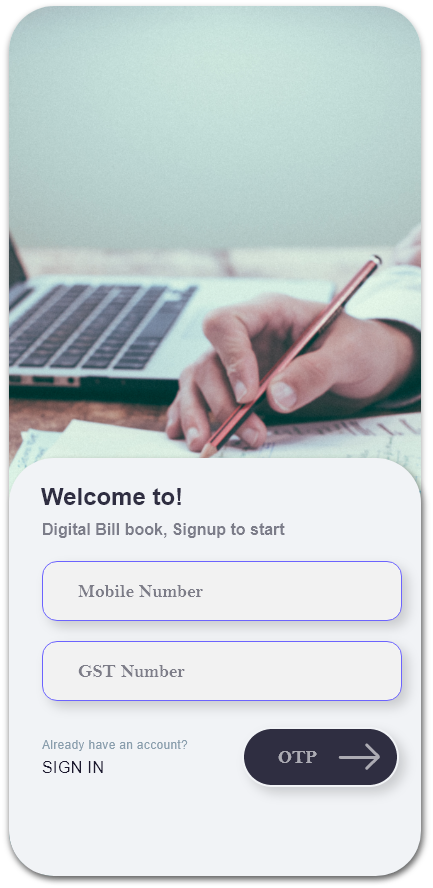 Welcome to!
Digital Bill book, Signup to start
Mobile Number
GST Number
Already have an account?
SIGN IN
OTP